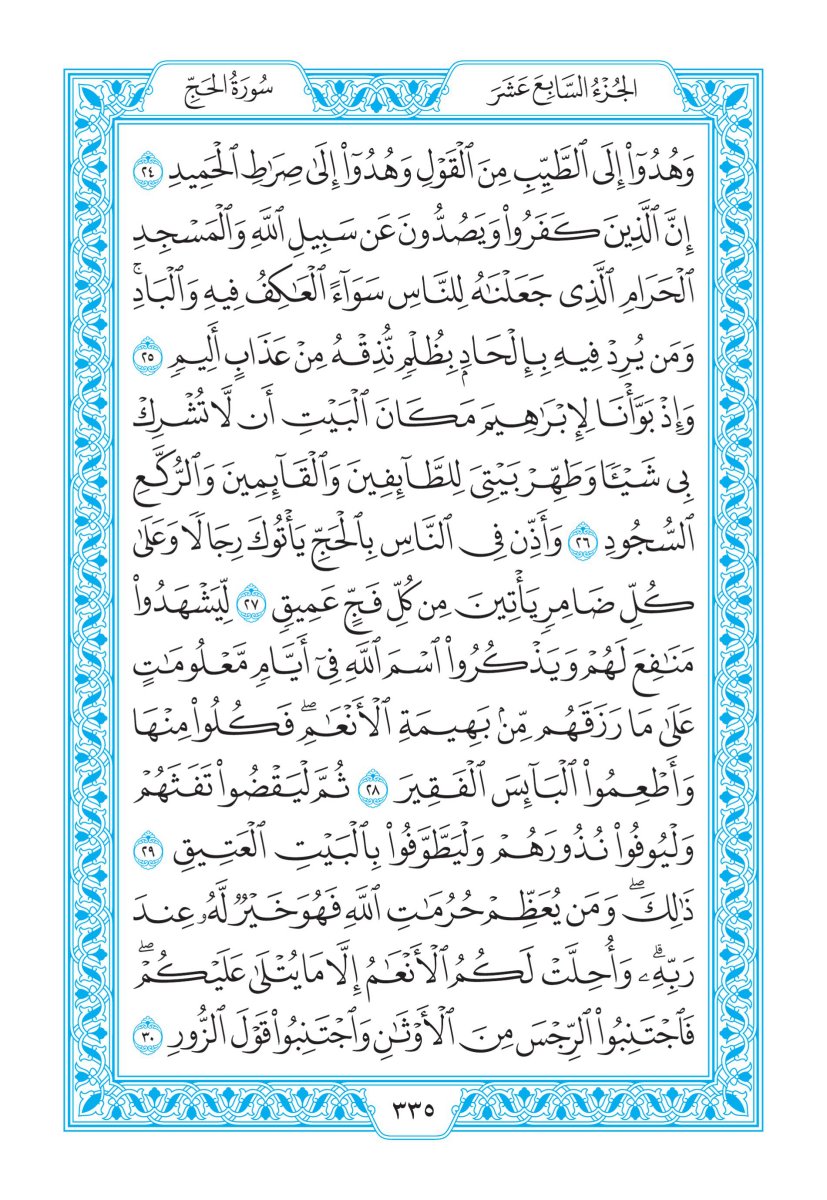 الجُزْءُ السَّابِعَ عَشَرَ
سُورَةُ الحَجِّ
وَهُدُوٓاْ إِلَى ٱلطَّيِّبِ مِنَ ٱلۡقَوۡلِ وَهُدُوٓاْ إِلَىٰ صِرَٰطِ ٱلۡحَمِيدِ ٢٤
إِنَّ ٱلَّذِينَ كَفَرُواْ وَيَصُدُّونَ عَن سَبِيلِ ٱللَّهِ وَٱلۡمَسۡجِدِ
ٱلۡحَرَامِ ٱلَّذِي جَعَلۡنَٰهُ لِلنَّاسِ سَوَآءً ٱلۡعَٰكِفُ فِيهِ وَٱلۡبَادِۚ
وَمَن يُرِدۡ فِيهِ بِإِلۡحَادِۭ بِظُلۡمٖ نُّذِقۡهُ مِنۡ عَذَابٍ أَلِيمٖ ٢٥
وَإِذۡ بَوَّأۡنَا لِإِبۡرَٰهِيمَ مَكَانَ ٱلۡبَيۡتِ أَن لَّا تُشۡرِكۡ
بِي شَيۡـٔٗا وَطَهِّرۡ بَيۡتِيَ لِلطَّآئِفِينَ وَٱلۡقَآئِمِينَ وَٱلرُّكَّعِ
ٱلسُّجُودِ ٢٦ وَأَذِّن فِي ٱلنَّاسِ بِٱلۡحَجِّ يَأۡتُوكَ رِجَالٗا وَعَلَىٰ
كُلِّ ضَامِرٖ يَأۡتِينَ مِن كُلِّ فَجٍّ عَمِيقٖ ٢٧ لِّيَشۡهَدُواْ
مَنَٰفِعَ لَهُمۡ وَيَذۡكُرُواْ ٱسۡمَ ٱللَّهِ فِيٓ أَيَّامٖ مَّعۡلُومَٰتٍ
عَلَىٰ مَا رَزَقَهُم مِّنۢ بَهِيمَةِ ٱلۡأَنۡعَٰمِۖ فَكُلُواْ مِنۡهَا
وَأَطۡعِمُواْ ٱلۡبَآئِسَ ٱلۡفَقِيرَ ٢٨ ثُمَّ لۡيَقۡضُواْ تَفَثَهُمۡ
وَلۡيُوفُواْ نُذُورَهُمۡ وَلۡيَطَّوَّفُواْ بِٱلۡبَيۡتِ ٱلۡعَتِيقِ ٢٩
ذَٰلِكَۖ وَمَن يُعَظِّمۡ حُرُمَٰتِ ٱللَّهِ فَهُوَ خَيۡرٞ لَّهُۥ عِندَ
رَبِّهِۦۗ وَأُحِلَّتۡ لَكُمُ ٱلۡأَنۡعَٰمُ إِلَّا مَا يُتۡلَىٰ عَلَيۡكُمۡۖ
فَٱجۡتَنِبُواْ ٱلرِّجۡسَ مِنَ ٱلۡأَوۡثَٰنِ وَٱجۡتَنِبُواْ قَوۡلَ ٱلزُّورِ ٣٠
٣٣٥